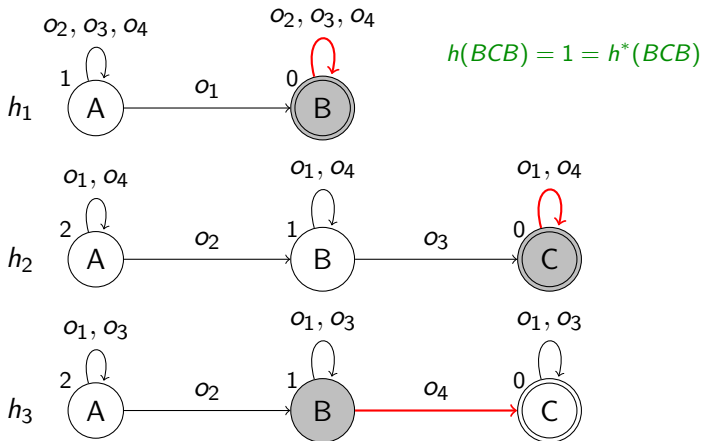 o₂, o₃, o₄ o₂, o₃, o₄
h(BCB) = 1 = h*(BCB)
1 0
h₁ A o₁ B
o₁, o₄ o₁, o₄ o₁, o₄
2 1 0
h₂ A o₂ B o₃ C
o₁, o₃ o₁, o₃ o₁, o₃
2 1 0
h₃ A o₂ B o₄ C